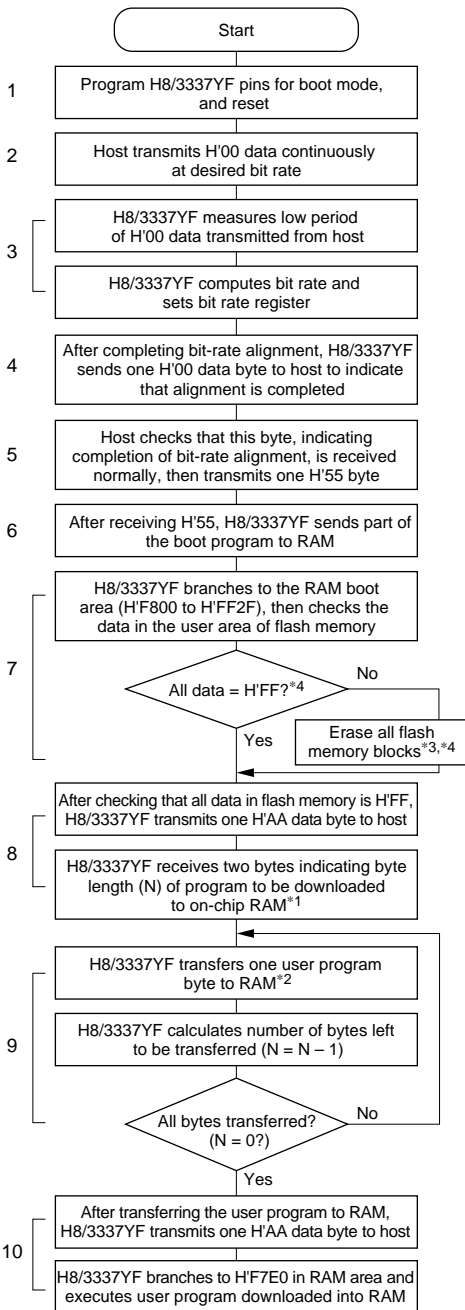 Start
1
Program H8/3337YF pins for boot mode,
and reset
2
Host transmits H'00 data continuously
at desired bit rate
3
H8/3337YF measures low period
of H'00 data transmitted from host
H8/3337YF computes bit rate and
sets bit rate register
4
After completing bit-rate alignment, H8/3337YF
sends one H'00 data byte to host to indicate
that alignment is completed
5
Host checks that this byte, indicating
completion of bit-rate alignment, is received
normally, then transmits one H'55 byte
6
After receiving H'55, H8/3337YF sends part of
the boot program to RAM
7
H8/3337YF branches to the RAM boot
area (H'F800 to H'FF2F), then checks the
data in the user area of flash memory
All data = H'FF?*4
No
Yes
Erase all flash
memory blocks*3,*4
8
After checking that all data in flash memory is H'FF,
H8/3337YF transmits one H'AA data byte to host
H8/3337YF receives two bytes indicating byte
length (N) of program to be downloaded
to on-chip RAM*1
9
H8/3337YF transfers one user program
byte to RAM*2
H8/3337YF calculates number of bytes left
to be transferred (N = N – 1)
All bytes transferred?
(N = 0?)
No
Yes
10
After transferring the user program to RAM,
H8/3337YF transmits one H'AA data byte to host
H8/3337YF branches to H'F7E0 in RAM area and
executes user program downloaded into RAM